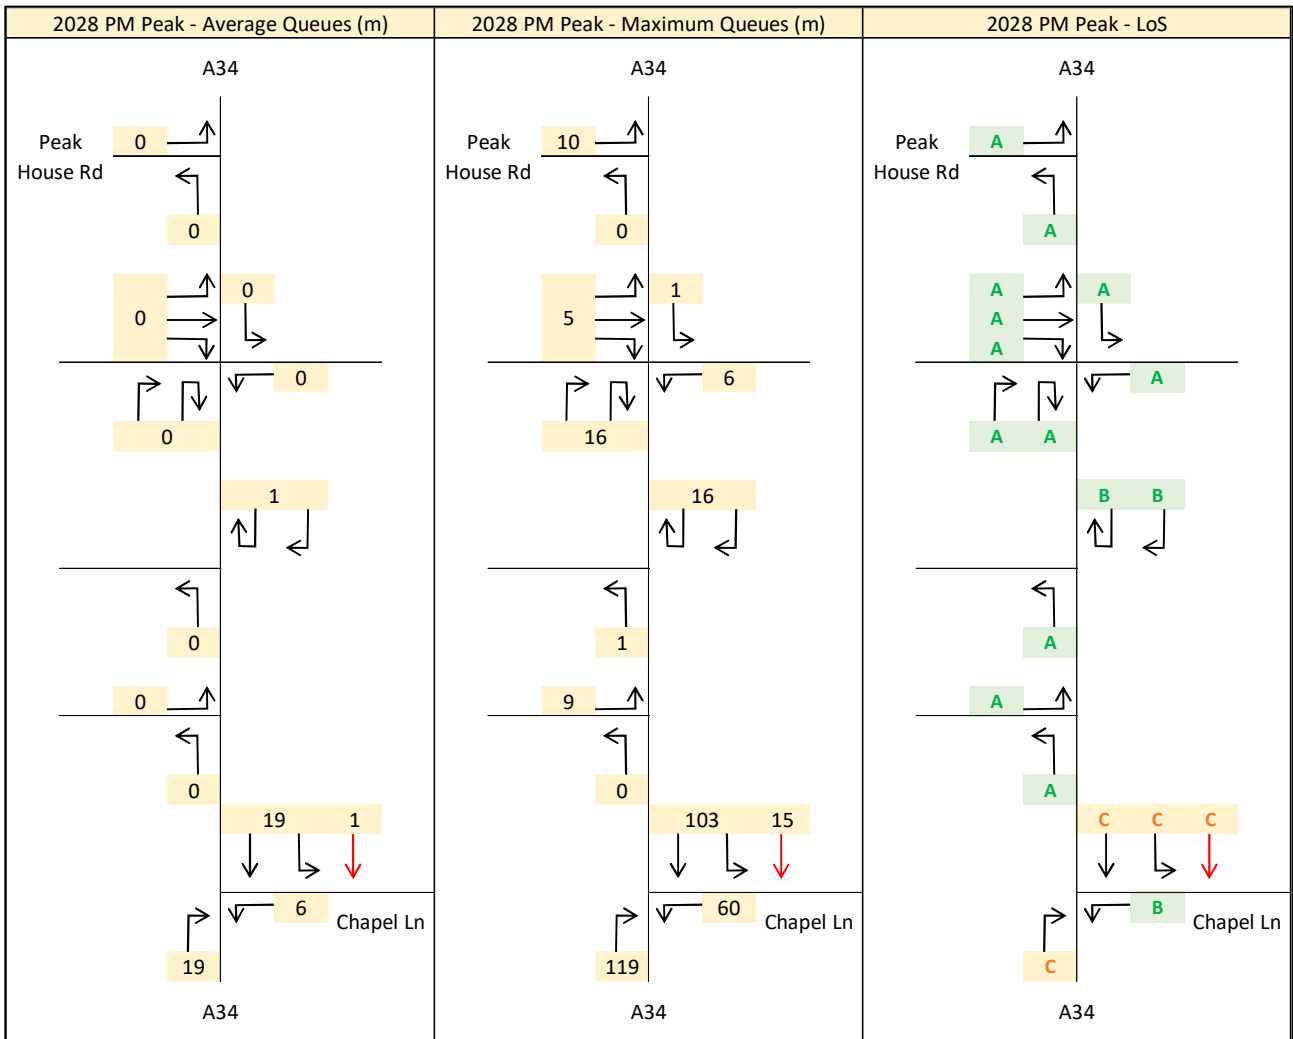 2028 PM Peak - Average Queues (m)
A34
Peak
House Rd
0
0
0
0
0
0
1
0
0
0
19 1
6
Chapel Ln
19
A34
2028 PM Peak - Maximum Queues (m)
A34
Peak
House Rd
10
0
5
1
6
16
16
1
9
0
103 15
60
Chapel Ln
119
A34
2028 PM Peak - LoS
A34
Peak
House Rd
A
A
A
A
A
A
A
A A
B B
A
A
A
C C C
B
Chapel Ln
C
A34